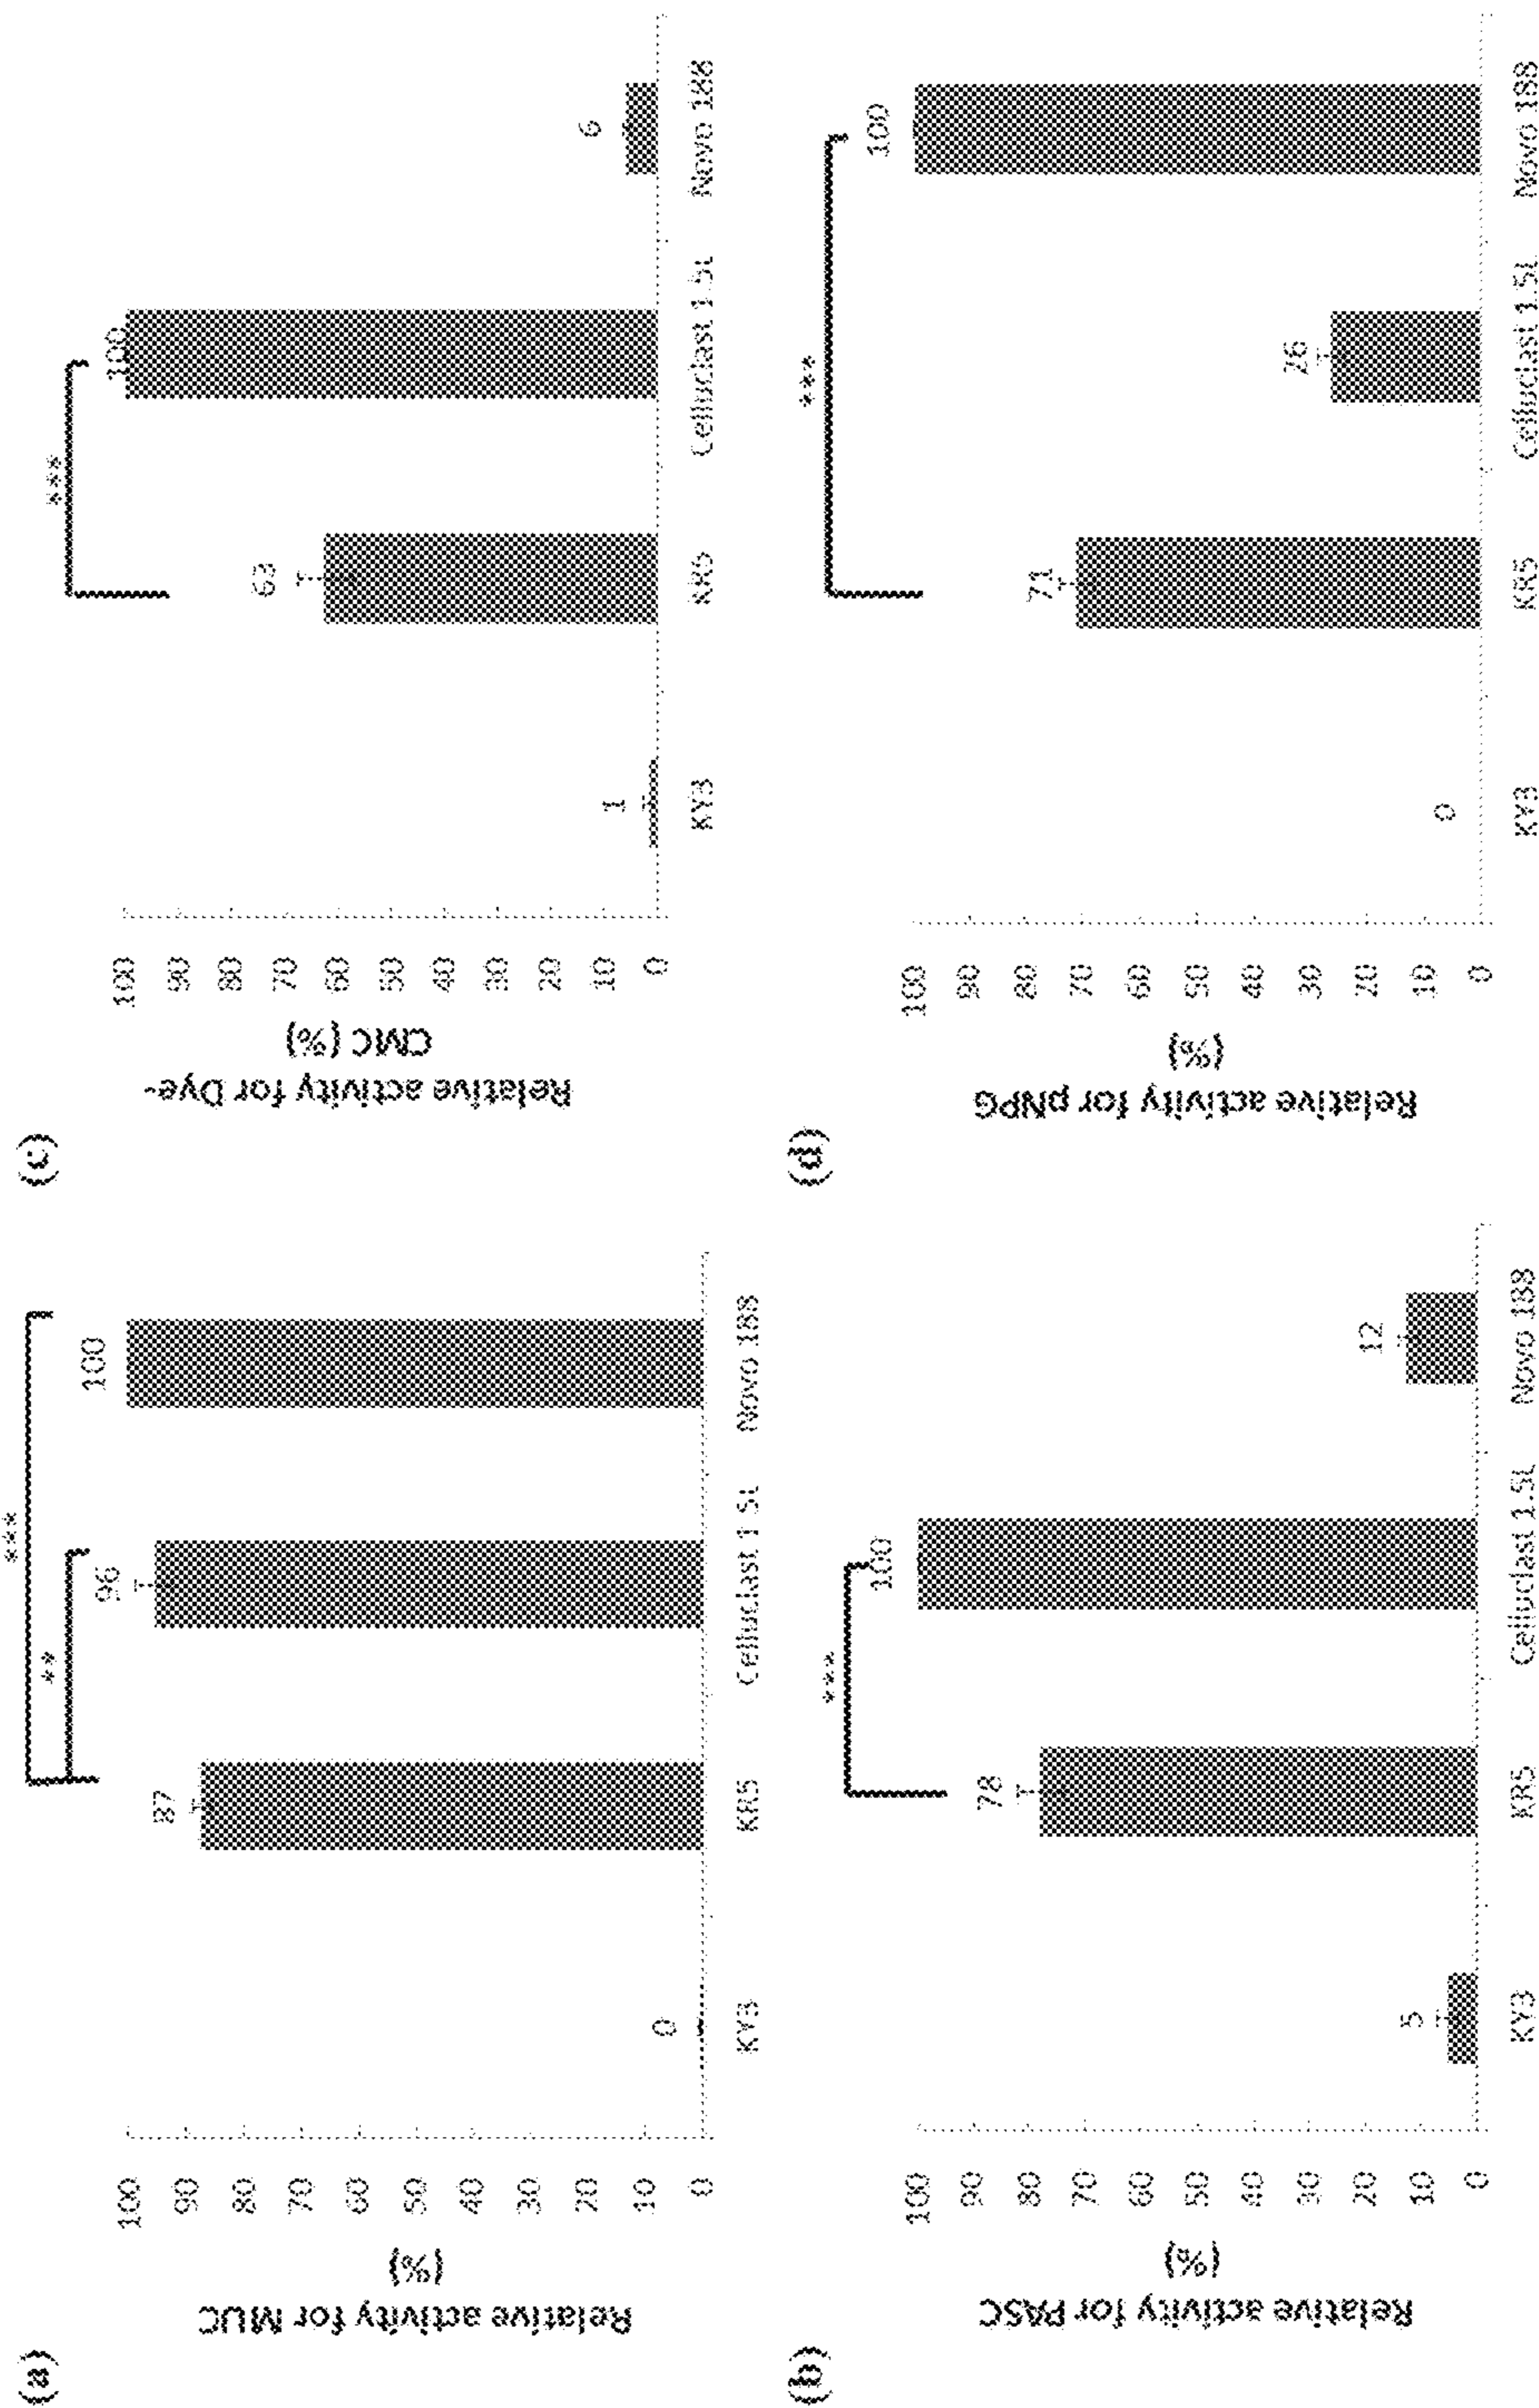 (a)
Relative activity for MUC
(%)
100
90
80
70
60
50
40
30
20
10
0
***
**
0
87
96
100
KY3
KR5
Celluclast 1.5L
Novo 188
(b)
Relative activity for PASC
(%)
100
90
80
70
60
50
40
30
20
10
0
***
5
78
100
12
KY3
KR5
Celluclast 1.5L
Novo 188
(c)
Relative activity for Dye-
CMC (%)
100
90
80
70
60
50
40
30
20
10
0
***
1
63
100
6
KY3
KR5
Celluclast 1.5L
Novo 188
(d)
Relative activity for pNPG
(%)
100
90
80
70
60
50
40
30
20
10
0
***
0
71
26
100
KY3
KR5
Celluclast 1.5L
Novo 188